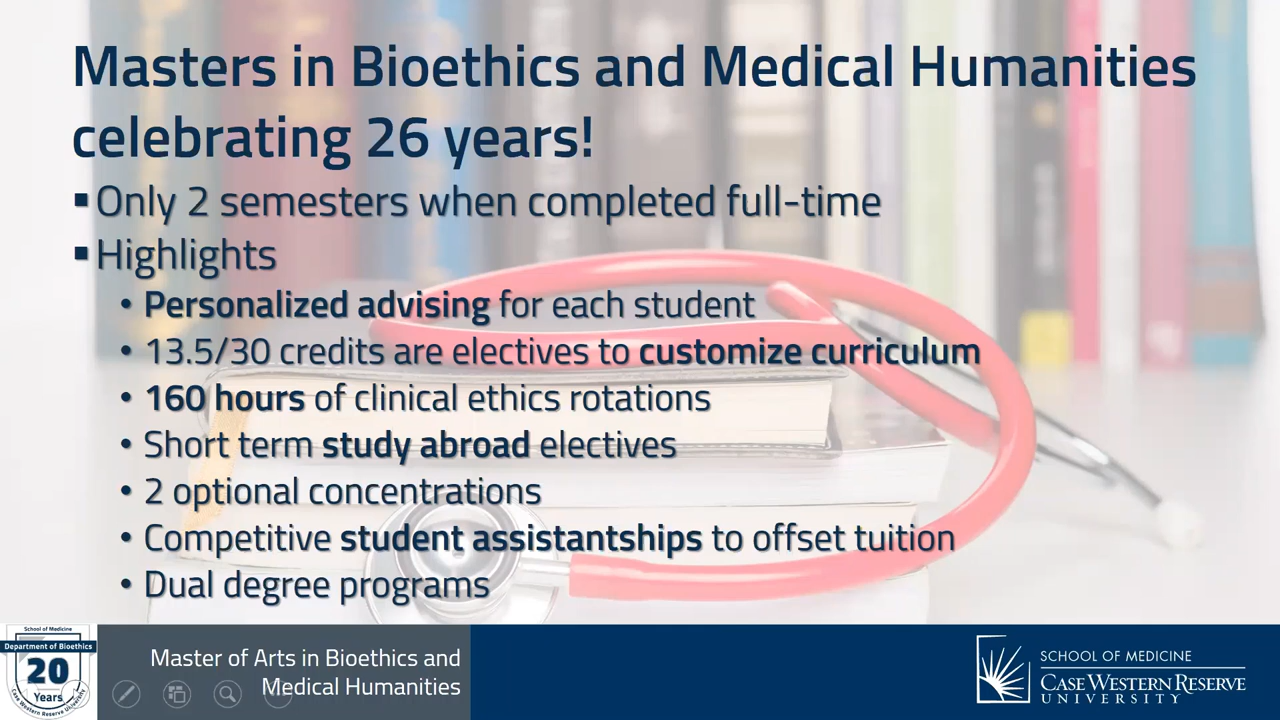 Masters in Bioethics and Medical Humanities
celebrating 26 years!
▪Only 2 semesters when completed full-time
▪Highlights
• Personalized advising for each student
• 13.5/30 credits are electives to customize curriculum
• 160 hours of clinical ethics rotations
• Short term study abroad electives
• 2 optional concentrations
• Competitive student assistantships to offset tuition
• Dual degree programs
School of Medicine
Department of Bioethics
20
Years
Case Western Reserve University
Master of Arts in Bioethics and
Medical Humanities
SCHOOL OF MEDICINE
CASE WESTERN RESERVE
UNIVERSITY